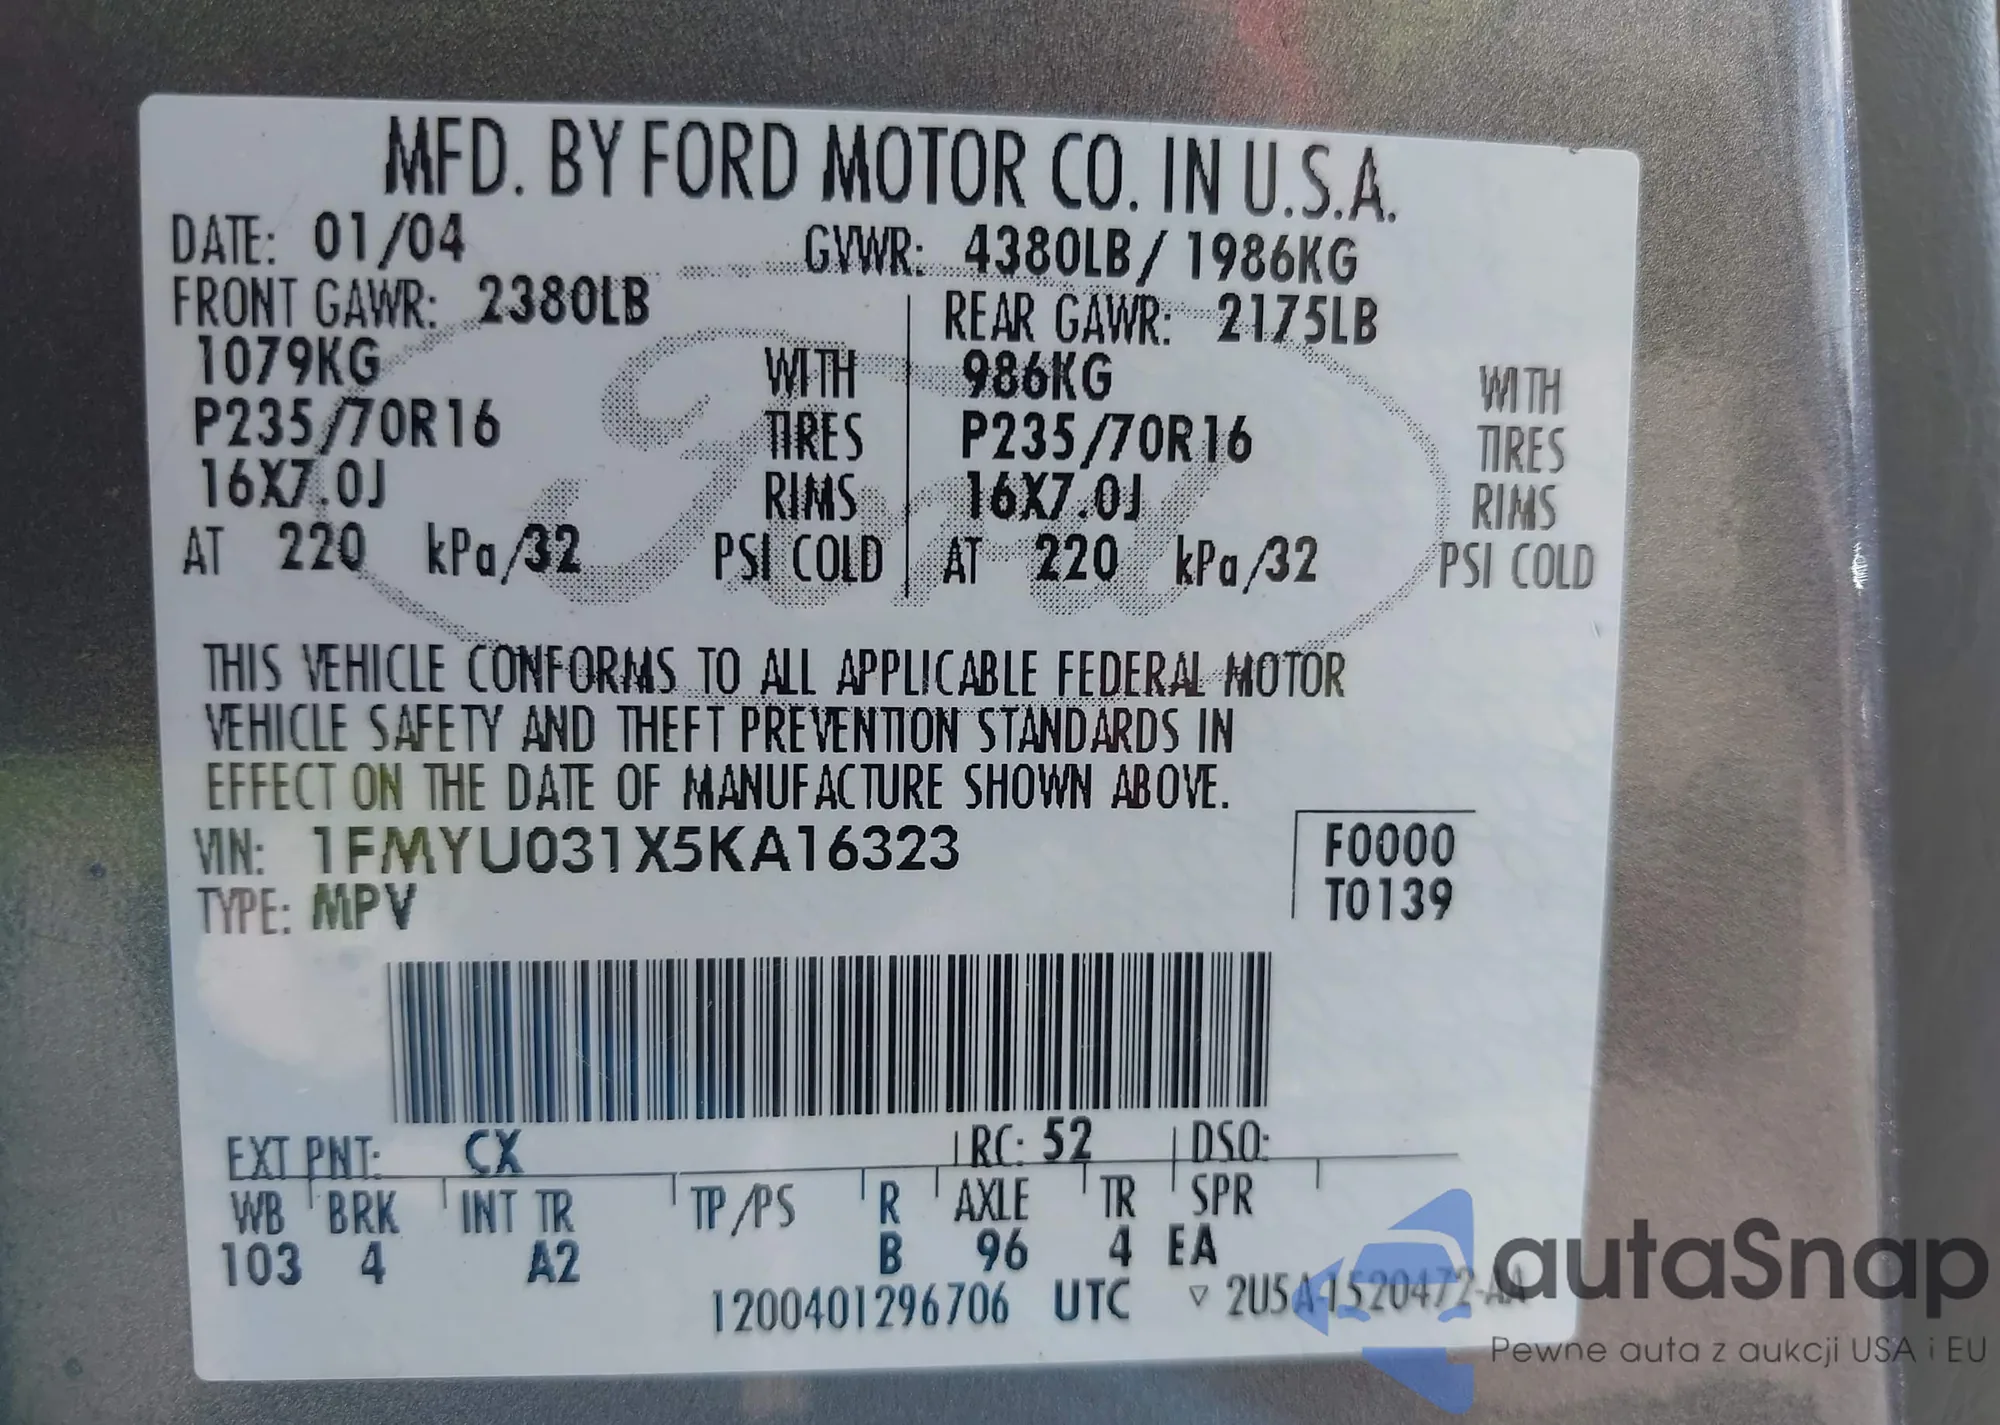 MFD. BY FORD MOTOR CO. IN U.S.A.
DATE: 01/04 GVWR: 4380LB/ 1986KG
FRONT GAWR: 2380LB REAR GAWR: 2175LB
1079KG WITH 986KG WITH
P235/70R16 TIRES P235/70R16 TIRES
16X7.0J RIMS 16X7.0J RIMS
AT 220 kPa/32 PSI COLD AT 220 kPa/32 PSI COLD
Ford
THIS VEHICLE CONFORMS TO ALL APPLICABLE FEDERAL MOTOR
VEHICLE SAFETY AND THEFT PREVENTION STANDARDS IN
EFFECT ON THE DATE OF MANUFACTURE SHOWN ABOVE.
VIN: 1FMYU031X5KA16323 F0000
TYPE: MPV T0139
EXT PNT: CX RC: 52 DSO:
WB BRK INT TR TP/PS R AXLE TR SPR
103 4 A2 B 96 4 EA
1200401296706 UTC ▽ 2U5A-1520472-AA
autaSnap
Pewne auta z aukcji USA i EU